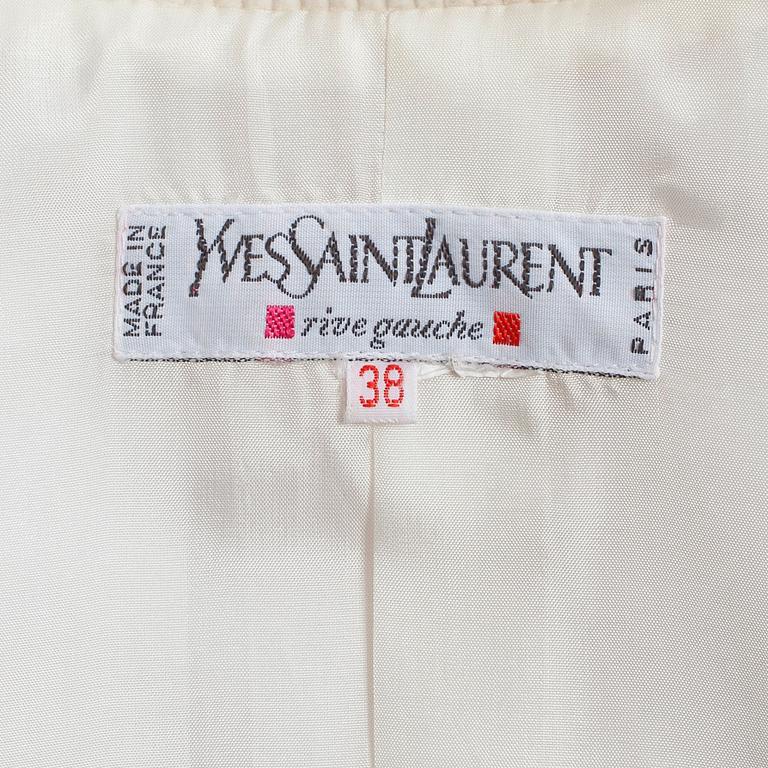 MADE IN
FRANCE
YVESSAINTLAURENT
rive gauche
PARIS
38